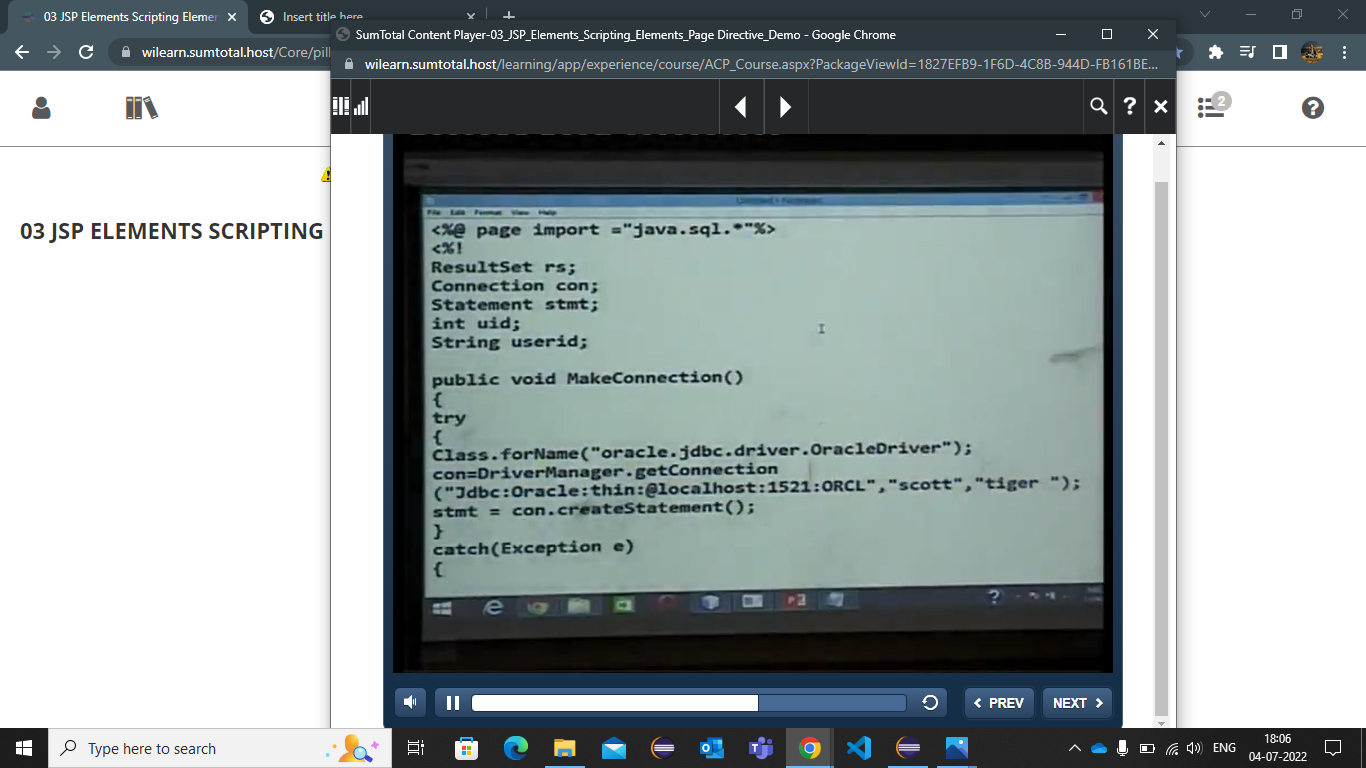 03 JSP Elements Scripting Elemen
Insert title here
SumTotal Content Player-03_JSP_Elements_Scripting_Elements_Page Directive_Demo - Google Chrome
wilearn.sumtotal.host/Core/pill
wilearn.sumtotal.host/learning/app/experience/course/ACP_Course.aspx?PackageViewId=1827EFB9-1F6D-4C8B-944D-FB161BE...
2
03 JSP ELEMENTS SCRIPTING
File Edit Format View Help
<%@ page import ="java.sql.*"%>
<%!
ResultSet rs;
Connection con;
Statement stmt;
int uid;
String userid;
public void MakeConnection()
{
try
{
Class.forName("oracle.jdbc.driver.OracleDriver");
con=DriverManager.getConnection
("Jdbc:Oracle:thin:@localhost:1521:ORCL","scott","tiger ");
stmt = con.createStatement();
}
catch(Exception e)
{
PREV
NEXT
Type here to search
ENG
18:06
04-07-2022